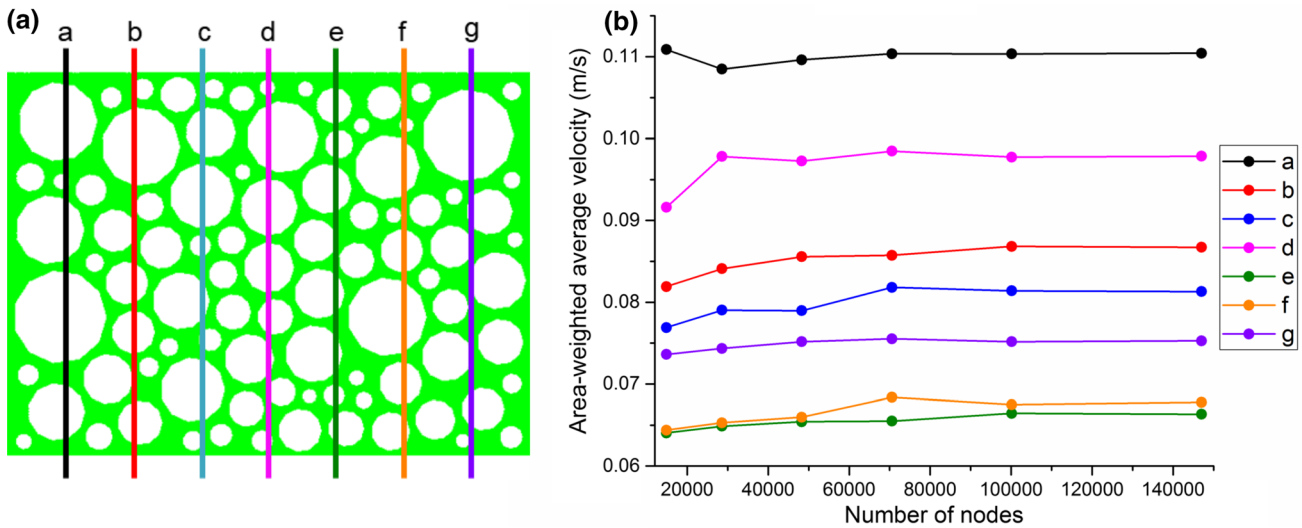 (a)
a b c d e f g
(b)
Area-weighted average velocity (m/s)
0.11
0.10
0.09
0.08
0.07
0.06
20000 40000 60000 80000 100000 120000 140000
Number of nodes
a
b
c
d
e
f
g